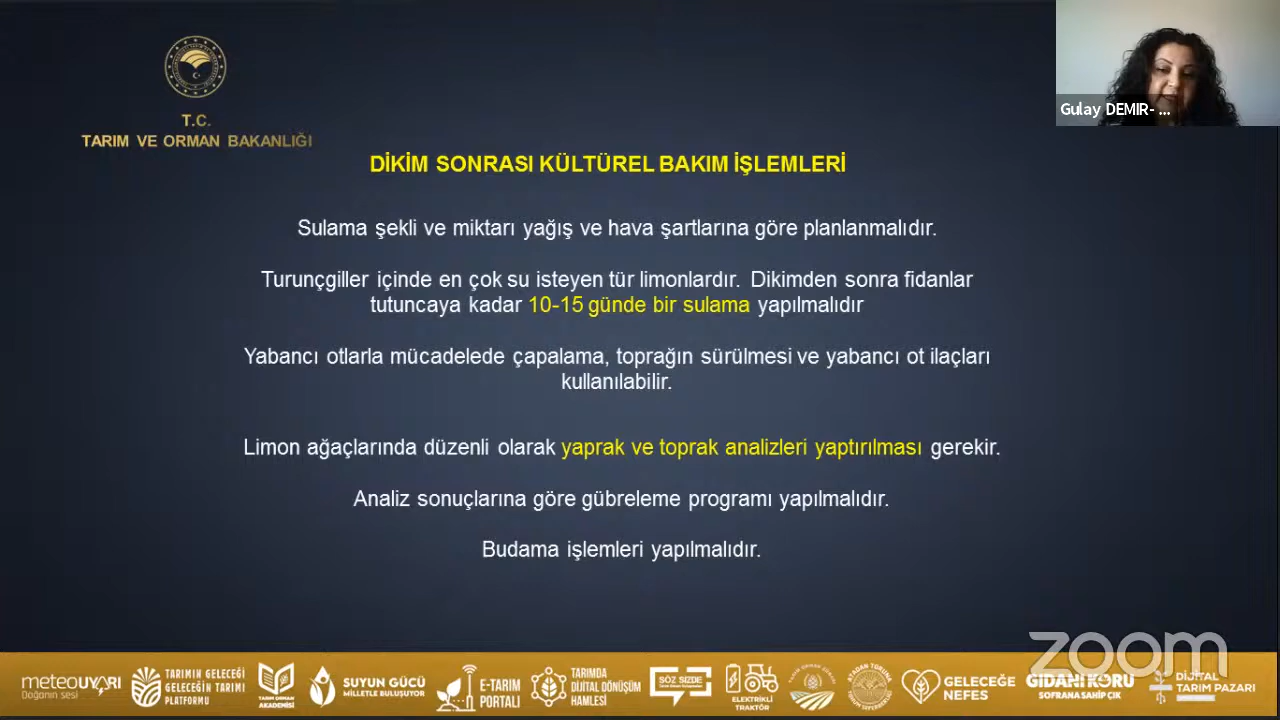 T.C.
TARIM VE ORMAN BAKANLIĞI
Gulay DEMIR- ...
DİKİM SONRASI KÜLTÜREL BAKIM İŞLEMLERİ
Sulama şekli ve miktarı yağış ve hava şartlarına göre planlanmalıdır.
Turunçgiller içinde en çok su isteyen tür limonlardır. Dikimden sonra fidanlar
tutuncaya kadar 10-15 günde bir sulama yapılmalıdır
Yabancı otlarla mücadelede çapalama, toprağın sürülmesi ve yabancı ot ilaçları
kullanılabilir.
Limon ağaçlarında düzenli olarak yaprak ve toprak analizleri yaptırılması gerekir.
Analiz sonuçlarına göre gübreleme programı yapılmalıdır.
Budama işlemleri yapılmalıdır.
zoom
meteoUYARI
Doğanın sesi
TARIMIN GELECEĞİ
GELECEĞİN TARIMI
PLATFORMU
TARIM ORMAN
AKADEMİSİ
SUYUN GÜCÜ
MİLLETLE BULUŞUYOR
E-TARIM
PORTALI
TARIMDA
DİJİTAL DÖNÜŞÜM
HAMLESİ
SÖZ SİZDE
ELEKTRİKLİ
TRAKTÖR
GELECEĞE
NEFES
GIDANI KORU
SOFRANA SAHİP ÇIK
DİJİTAL
TARIM PAZARI